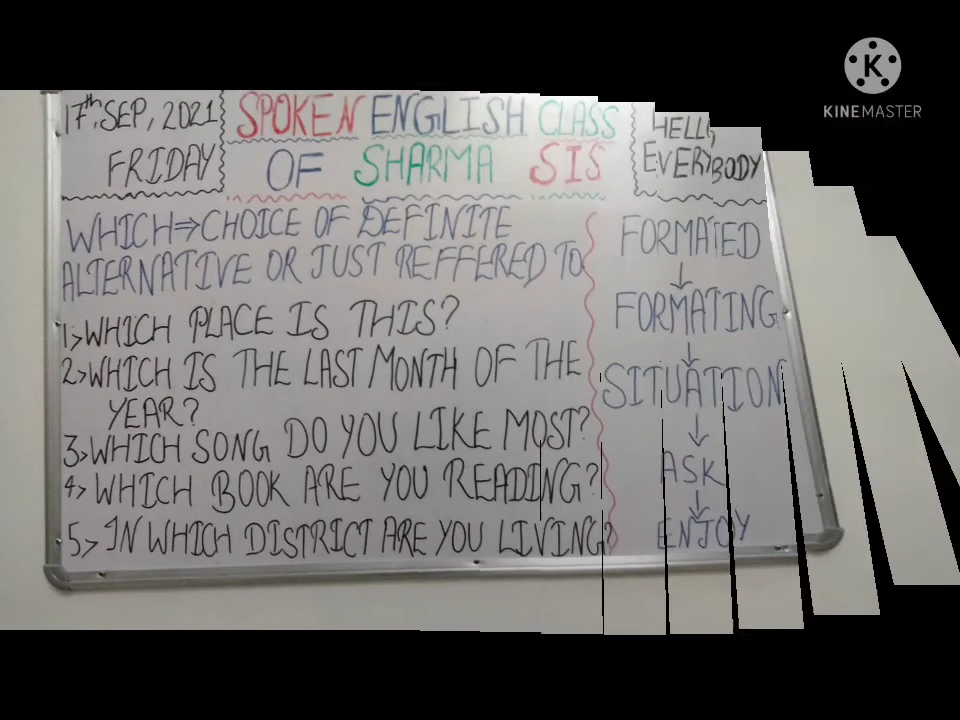 17th, SEP, 2021
FRIDAY
SPOKEN ENGLISH CLASS
OF SHARMA SIS
HELLO,
EVERYBODY
WHICH⇒CHOICE OF DEFINITE
ALTERNATIVE OR JUST REFFERED TO
1>WHICH PLACE IS THIS?
2>WHICH IS THE LAST MONTH OF THE
YEAR?
3>WHICH SONG DO YOU LIKE MOST?
4> WHICH BOOK ARE YOU READING?
5> IN WHICH DISTRICT ARE YOU LIVING?
FORMATED
↓
FORMATING
↓
SITUATION
↓
ASK
↓
ENJOY
K
KINEMASTER